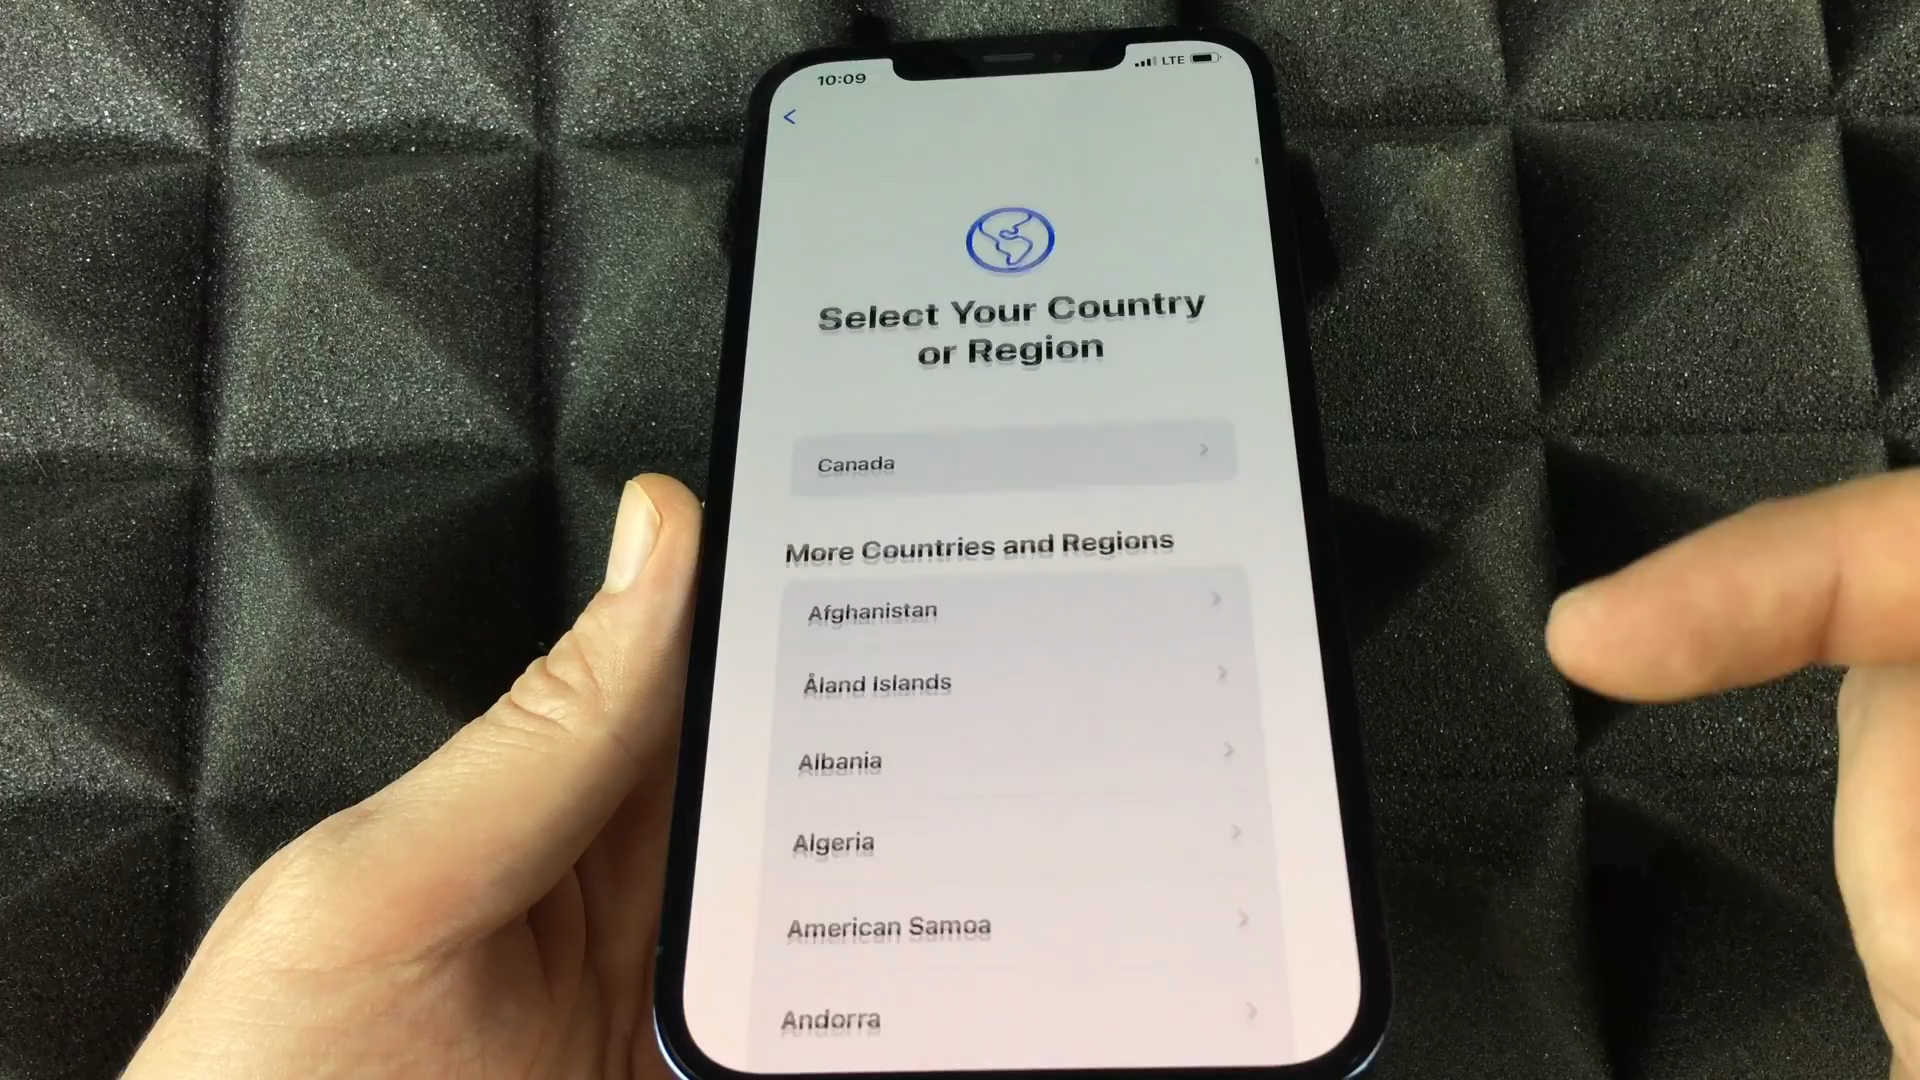 10:09
LTE
Select Your Country
or Region
Canada
More Countries and Regions
Afghanistan
Åland Islands
Albania
Algeria
American Samoa
Andorra